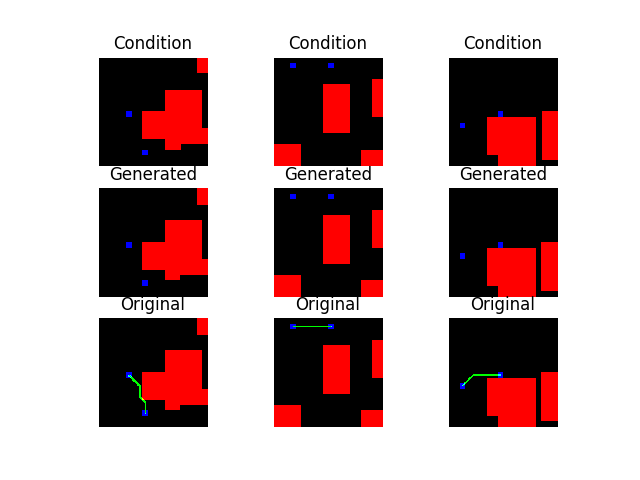 Condition
Condition
Condition
Generated
Generated
Generated
Original
Original
Original